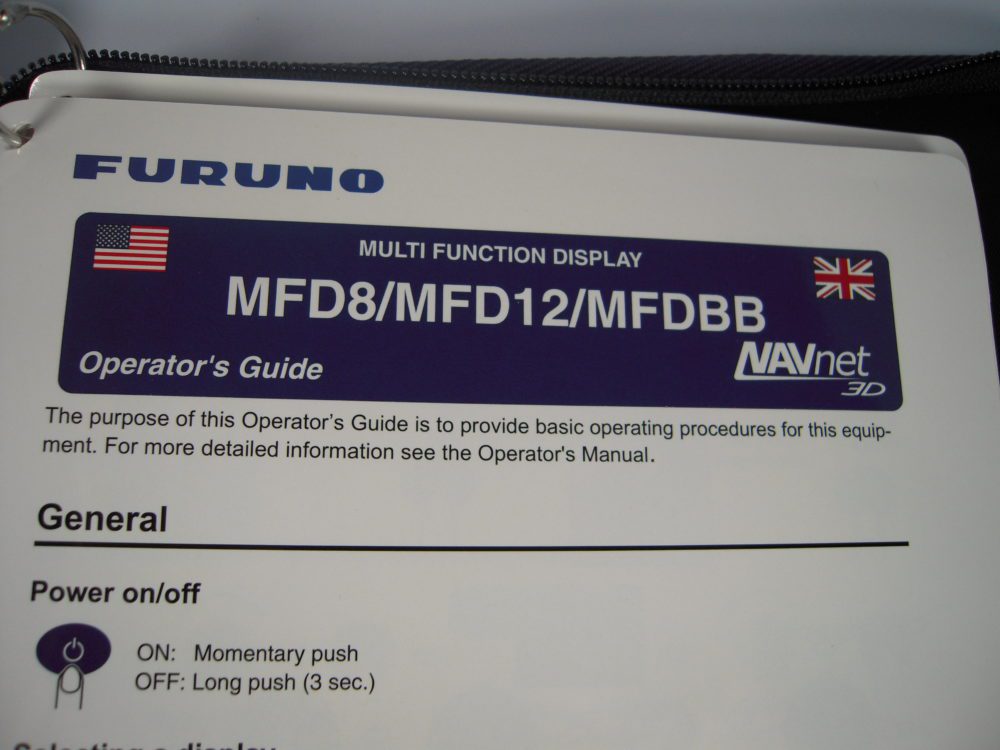 FURUNO
MULTI FUNCTION DISPLAY
MFD8/MFD12/MFDBB
Operator's Guide
NAVnet
3D
The purpose of this Operator's Guide is to provide basic operating procedures for this equip-
ment. For more detailed information see the Operator's Manual.
General
Power on/off
ON: Momentary push
OFF: Long push (3 sec.)
Selecting a display